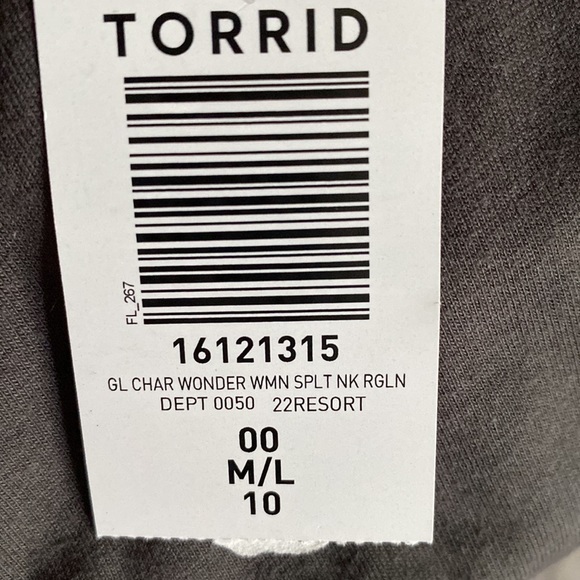 TORRID
FL_267
16121315
GL CHAR WONDER WMN SPLT NK RGLN
DEPT 0050 22RESORT
00
M/L
10